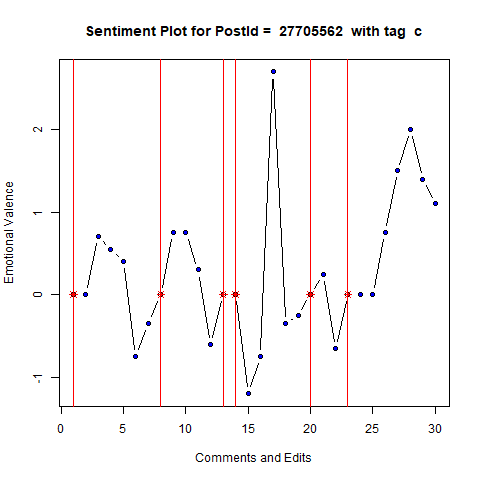 Sentiment Plot for PostId =  27705562  with tag  c
Emotional Valence
2
1
0
-1
0 5 10 15 20 25 30
Comments and Edits